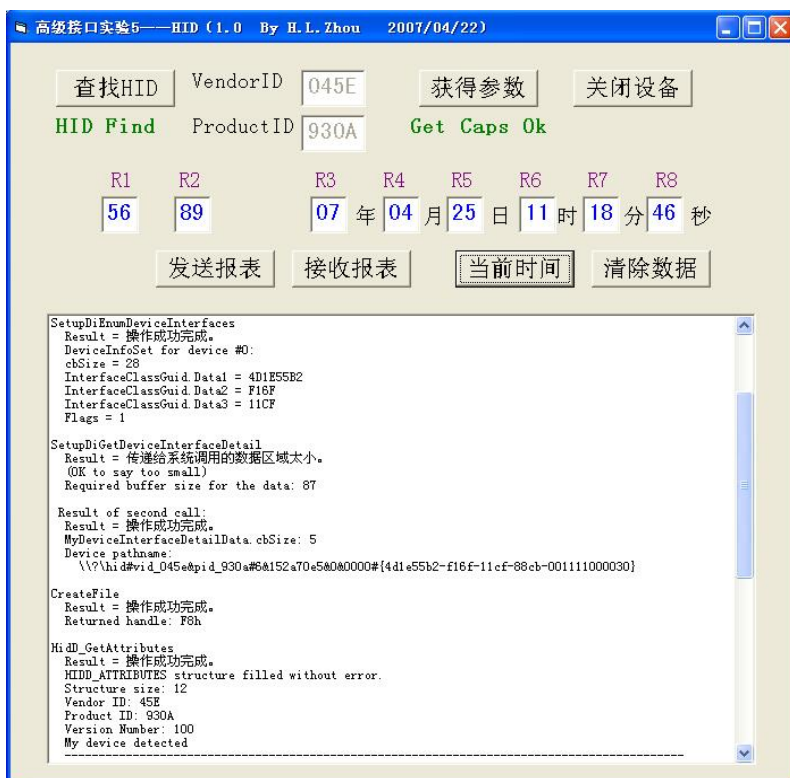 高级接口实验5——HID（1.0 By H.L.Zhou 2007/04/22）
查找HID VendorID 045E 获得参数 关闭设备
HID Find ProductID 930A Get Caps Ok
R1 R2 R3 R4 R5 R6 R7 R8
56 89 07 年 04 月 25 日 11 时 18 分 46 秒
发送报表 接收报表 当前时间 清除数据
SetupDiEnumDeviceInterfaces
Result = 操作成功完成。
DeviceInfoSet for device #0:
cbSize = 28
InterfaceClassGuid.Data1 = 4D1E55B2
InterfaceClassGuid.Data2 = F16F
InterfaceClassGuid.Data3 = 11CF
Flags = 1
SetupDiGetDeviceInterfaceDetail
Result = 传递给系统调用的数据区域太小。
(OK to say too small)
Required buffer size for the data: 87
Result of second call:
Result = 操作成功完成。
MyDeviceInterfaceDetailData.cbSize: 5
Device pathname:
\\?\hid#vid_045e&pid_930a#6&152a70e5&0&0000#{4d1e55b2-f16f-11cf-88cb-001111000030}
CreateFile
Result = 操作成功完成。
Returned handle: F8h
HidD_GetAttributes
Result = 操作成功完成。
HIDD_ATTRIBUTES structure filled without error.
Structure size: 12
Vendor ID: 45E
Product ID: 930A
Version Number: 100
My device detected